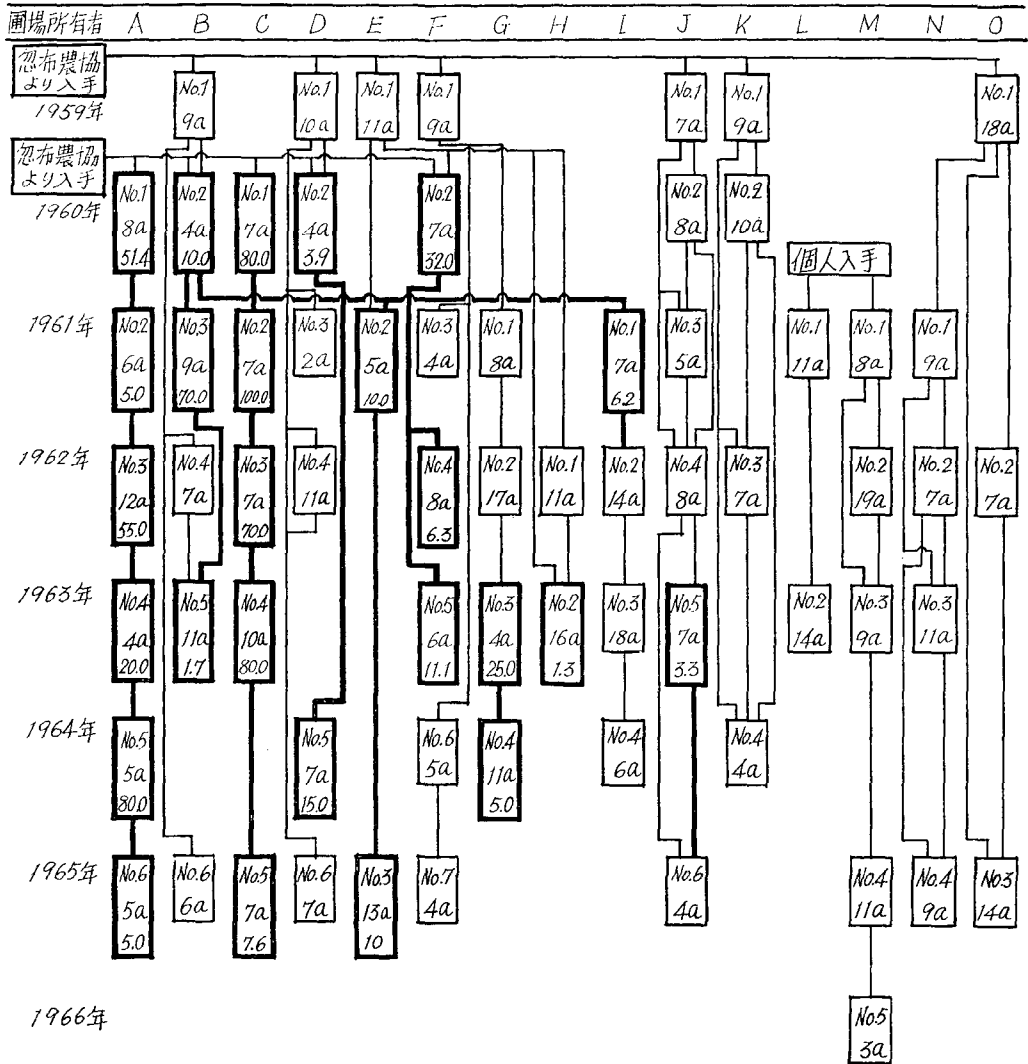 圃場所有者 A B C D E F G H I J K L M N O
忽布農協
より入手
1959年
No.1 No.1 No.1 No.1 No.1 No.1 No.1
9a 10a 11a 9a 7a 9a 18a
忽布農協
より入手
1960年
No.1 No.2 No.1 No.2 No.2 No.2 No.2
8a 4a 7a 4a 7a 8a 10a
51.4 10.0 80.0 3.9 32.0
個人入手
1961年
No.2 No.3 No.2 No.3 No.2 No.3 No.1 No.1 No.3 No.1 No.1 No.1
6a 9a 7a 2a 5a 4a 8a 7a 5a 11a 8a 9a
5.0 70.0 100.0 10.0 6.2
1962年
No.3 No.4 No.3 No.4 No.4 No.2 No.1 No.2 No.4 No.3 No.2 No.2 No.2
12a 7a 7a 11a 8a 17a 11a 14a 8a 7a 19a 7a 7a
55.0 70.0 6.3
1963年
No.4 No.5 No.4 No.5 No.3 No.2 No.3 No.5 No.2 No.3 No.3
4a 11a 10a 6a 4a 16a 18a 7a 14a 9a 11a
20.0 1.7 80.0 11.1 25.0 1.3 3.3
1964年
No.5 No.5 No.6 No.4 No.4 No.4
5a 7a 5a 11a 6a 4a
80.0 15.0 5.0
1965年
No.6 No.6 No.5 No.6 No.3 No.7 No.6 No.4 No.4 No.3
5a 6a 7a 7a 13a 4a 4a 11a 9a 14a
5.0 7.6 10
1966年
No.5
3a